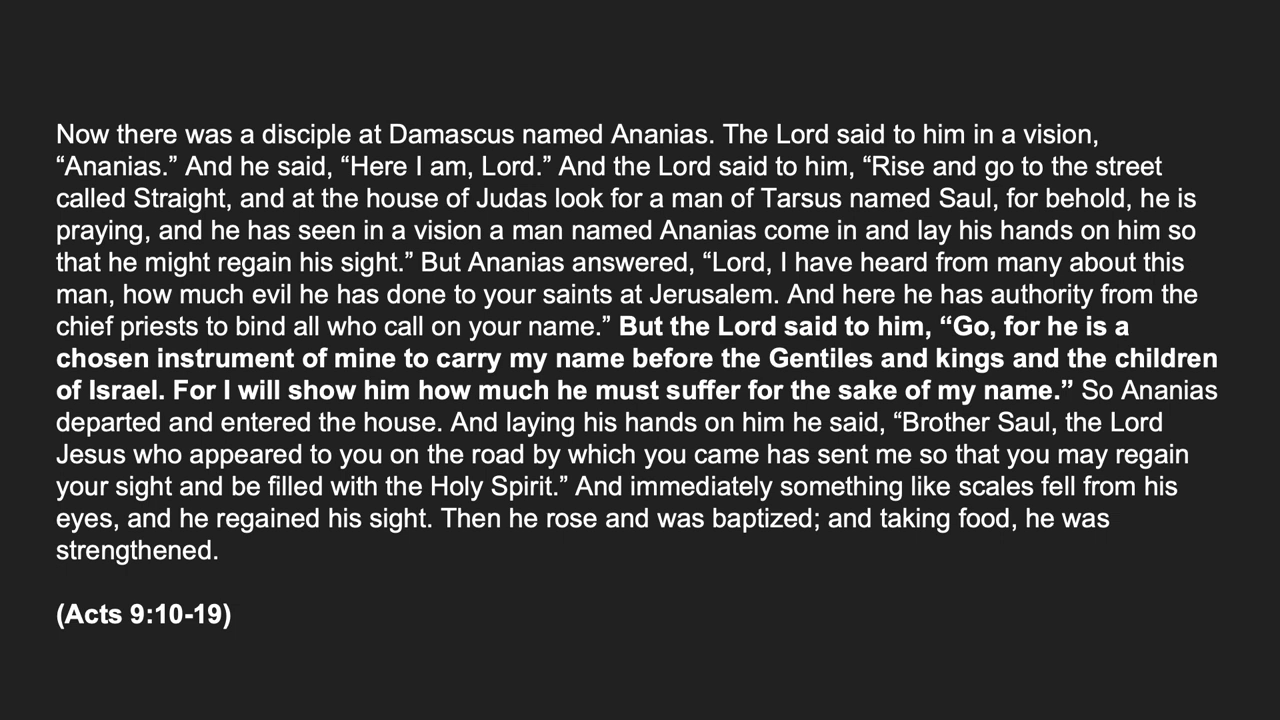 Now there was a disciple at Damascus named Ananias. The Lord said to him in a vision,
“Ananias.” And he said, “Here I am, Lord.” And the Lord said to him, “Rise and go to the street
called Straight, and at the house of Judas look for a man of Tarsus named Saul, for behold, he is
praying, and he has seen in a vision a man named Ananias come in and lay his hands on him so
that he might regain his sight.” But Ananias answered, “Lord, I have heard from many about this
man, how much evil he has done to your saints at Jerusalem. And here he has authority from the
chief priests to bind all who call on your name.” But the Lord said to him, “Go, for he is a
chosen instrument of mine to carry my name before the Gentiles and kings and the children
of Israel. For I will show him how much he must suffer for the sake of my name.” So Ananias
departed and entered the house. And laying his hands on him he said, “Brother Saul, the Lord
Jesus who appeared to you on the road by which you came has sent me so that you may regain
your sight and be filled with the Holy Spirit.” And immediately something like scales fell from his
eyes, and he regained his sight. Then he rose and was baptized; and taking food, he was
strengthened.
(Acts 9:10-19)